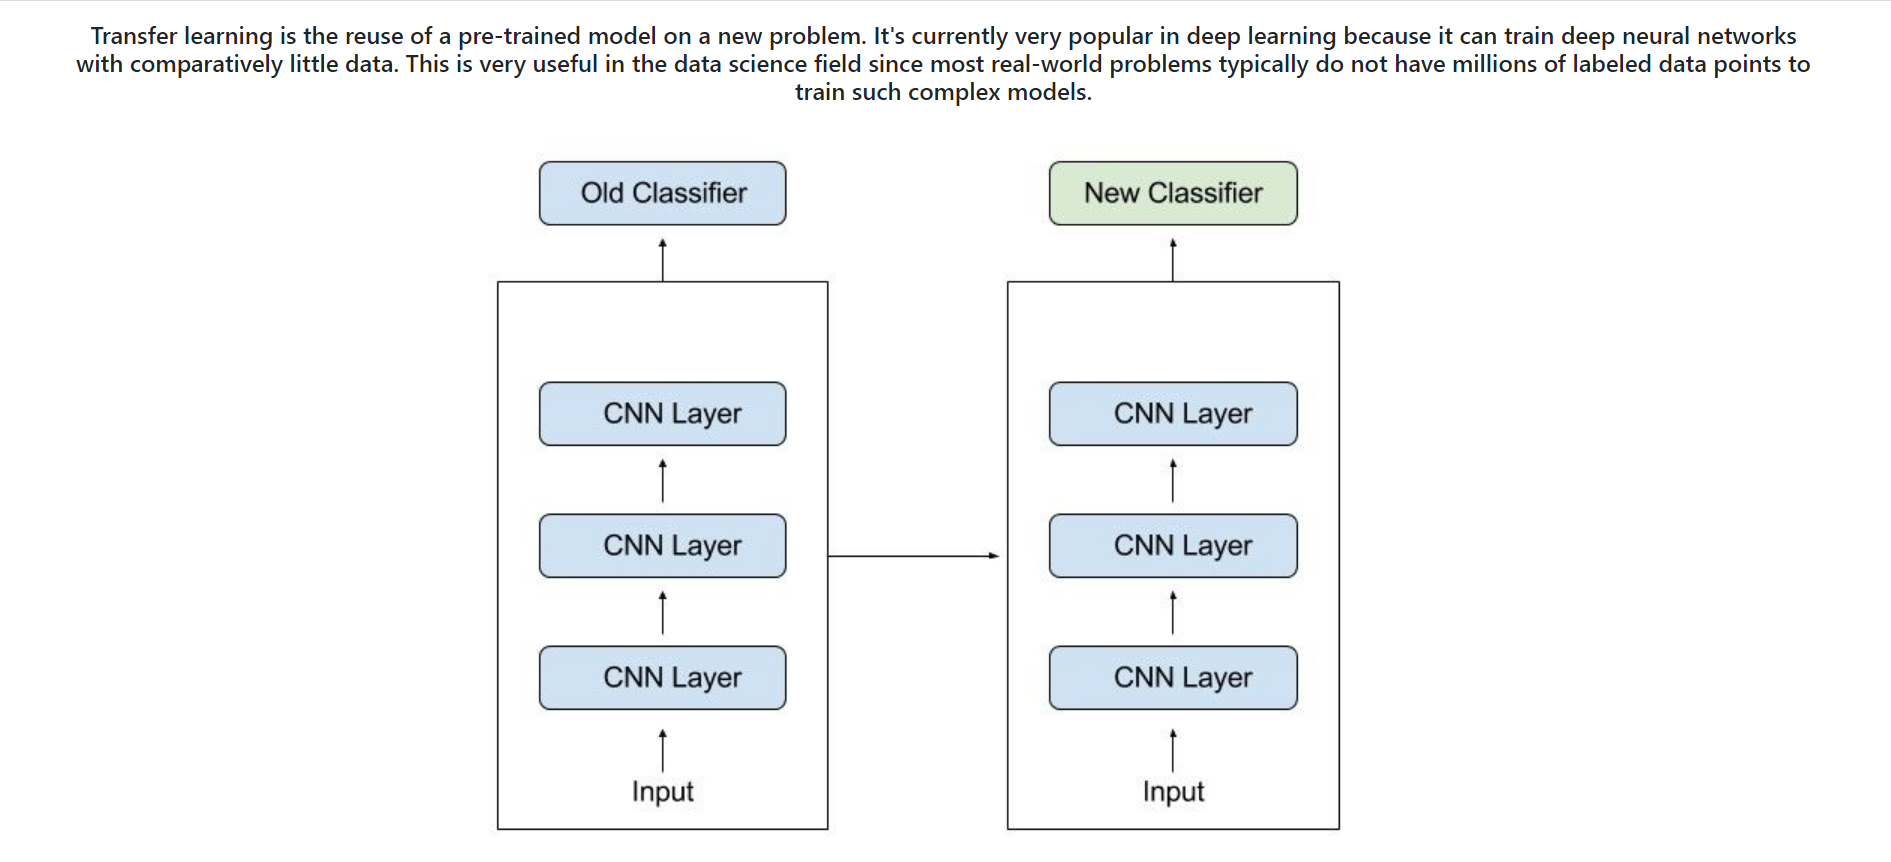 Transfer learning is the reuse of a pre-trained model on a new problem. It's currently very popular in deep learning because it can train deep neural networks
with comparatively little data. This is very useful in the data science field since most real-world problems typically do not have millions of labeled data points to
train such complex models.
Old Classifier
CNN Layer
CNN Layer
CNN Layer
Input
New Classifier
CNN Layer
CNN Layer
CNN Layer
Input